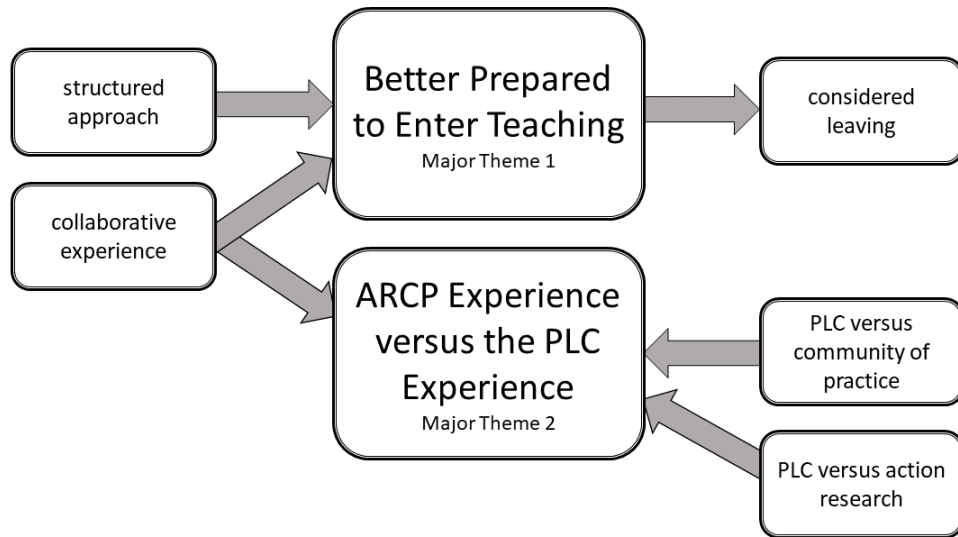 structured
approach
collaborative
experience
Better Prepared
to Enter Teaching
Major Theme 1
considered
leaving
ARCP Experience
versus the PLC
Experience
Major Theme 2
PLC versus
community of
practice
PLC versus action
research